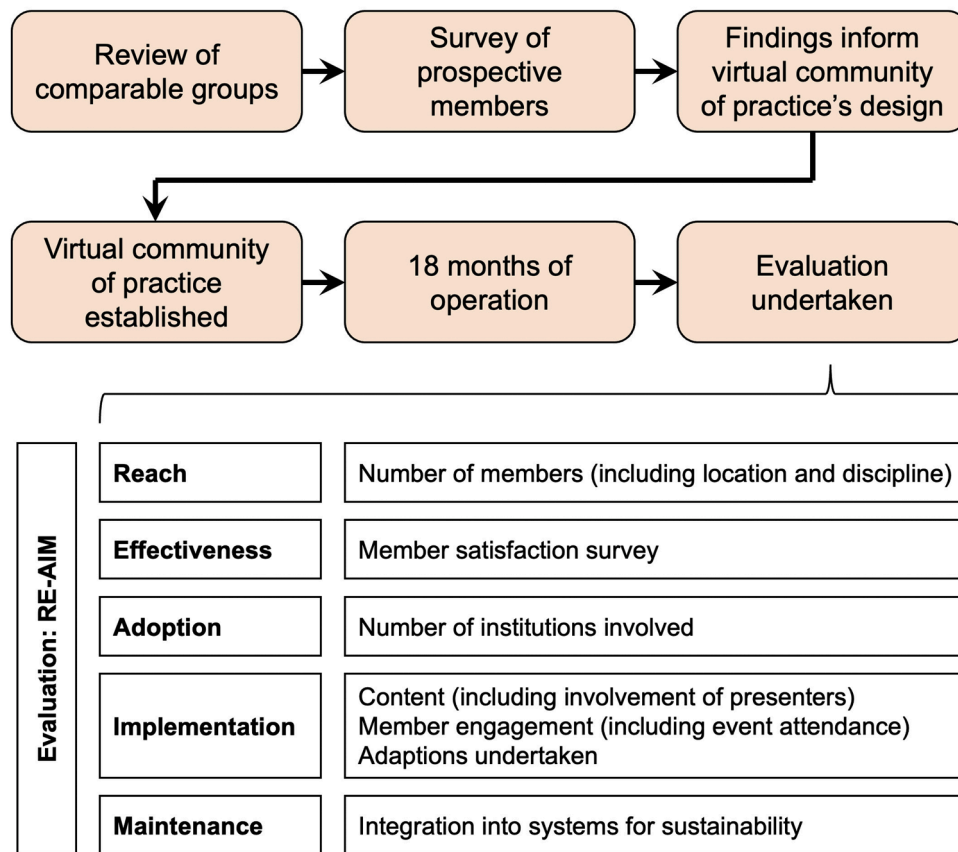 Review of
comparable groups
Survey of
prospective
members
Findings inform
virtual community
of practice’s design
Virtual community
of practice
established
18 months of
operation
Evaluation
undertaken
Evaluation: RE-AIM
Reach
Number of members (including location and discipline)
Effectiveness
Member satisfaction survey
Adoption
Number of institutions involved
Implementation
Content (including involvement of presenters)
Member engagement (including event attendance)
Adaptions undertaken
Maintenance
Integration into systems for sustainability